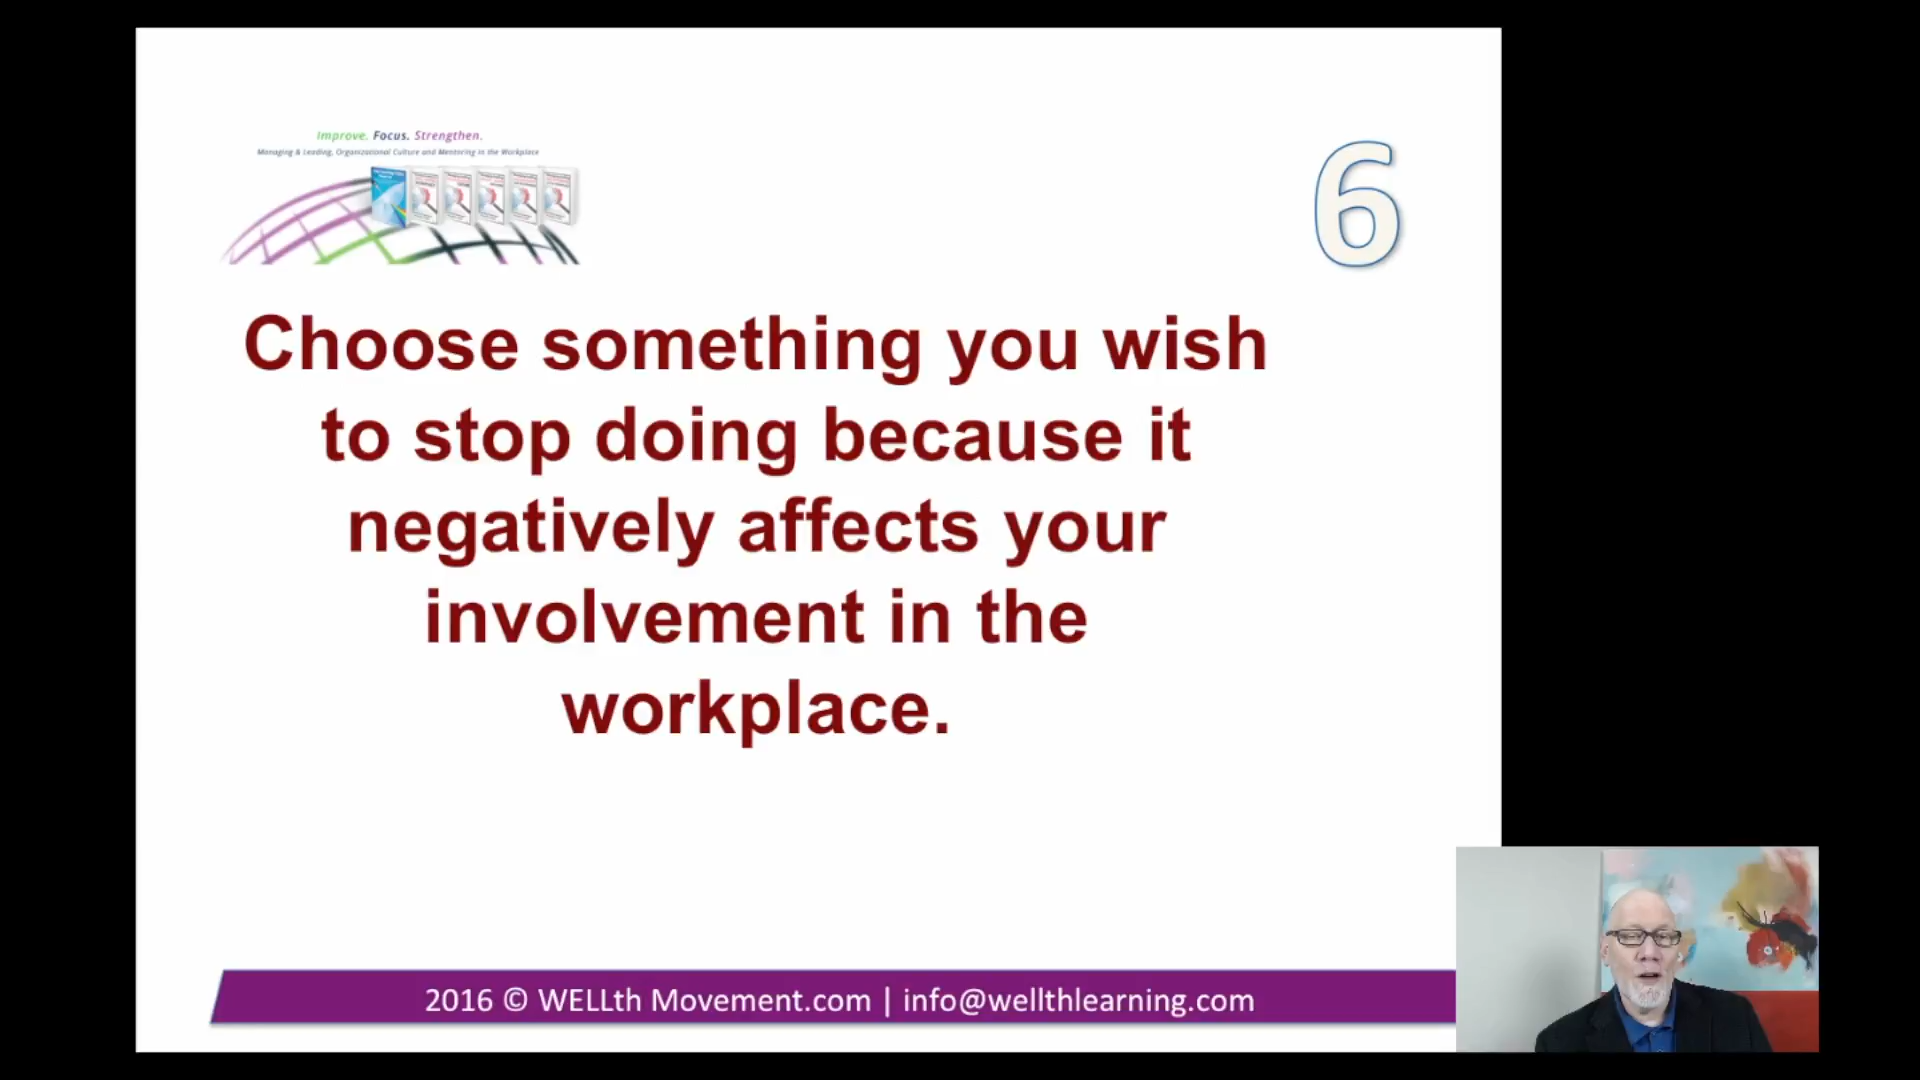 Improve. Focus. Strengthen.
Managing & Leading, Organizational Culture and Mentoring in the Workplace
6
Choose something you wish
to stop doing because it
negatively affects your
involvement in the
workplace.
2016 © WELLth Movement.com | info@wellthlearning.com